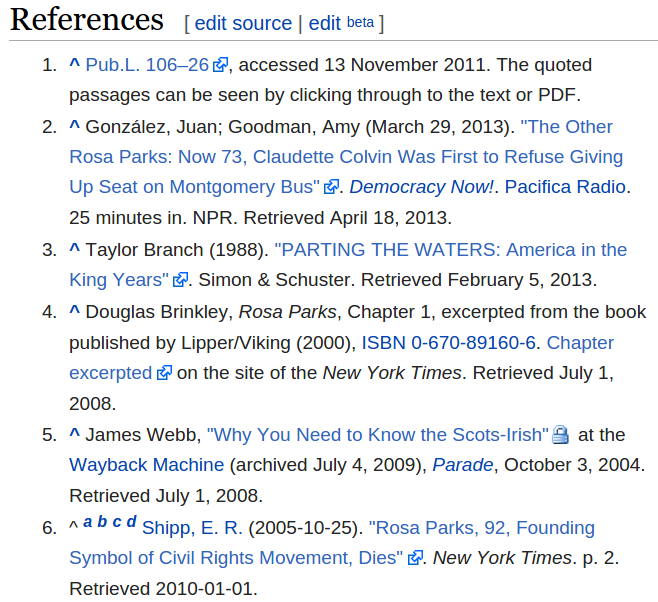 References [ edit source | edit beta ]
1. ^ Pub.L. 106–26, accessed 13 November 2011. The quoted
passages can be seen by clicking through to the text or PDF.
2. ^ González, Juan; Goodman, Amy (March 29, 2013). "The Other
Rosa Parks: Now 73, Claudette Colvin Was First to Refuse Giving
Up Seat on Montgomery Bus". Democracy Now!. Pacifica Radio.
25 minutes in. NPR. Retrieved April 18, 2013.
3. ^ Taylor Branch (1988). "PARTING THE WATERS: America in the
King Years". Simon & Schuster. Retrieved February 5, 2013.
4. ^ Douglas Brinkley, Rosa Parks, Chapter 1, excerpted from the book
published by Lipper/Viking (2000), ISBN 0-670-89160-6. Chapter
excerpted on the site of the New York Times. Retrieved July 1,
2008.
5. ^ James Webb, "Why You Need to Know the Scots-Irish" at the
Wayback Machine (archived July 4, 2009), Parade, October 3, 2004.
Retrieved July 1, 2008.
6. ^ a b c d Shipp, E. R. (2005-10-25). "Rosa Parks, 92, Founding
Symbol of Civil Rights Movement, Dies". New York Times. p. 2.
Retrieved 2010-01-01.